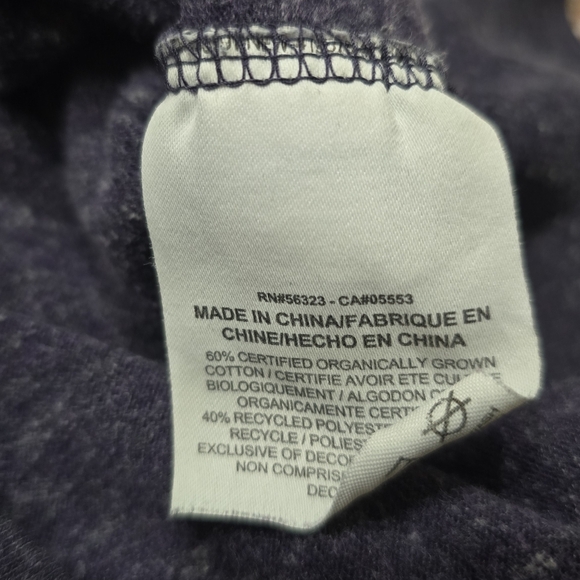 RN#56323 - CA#05553
MADE IN CHINA/FABRIQUE EN
CHINE/HECHO EN CHINA
60% CERTIFIED ORGANICALLY GROWN
COTTON / CERTIFIE AVOIR ETE
BIOLOGIQUEMENT / ALGODON
ORGANICAMENTE
40% RECYCLED
RECYCLE /
EXCLUSIVE OF
NON